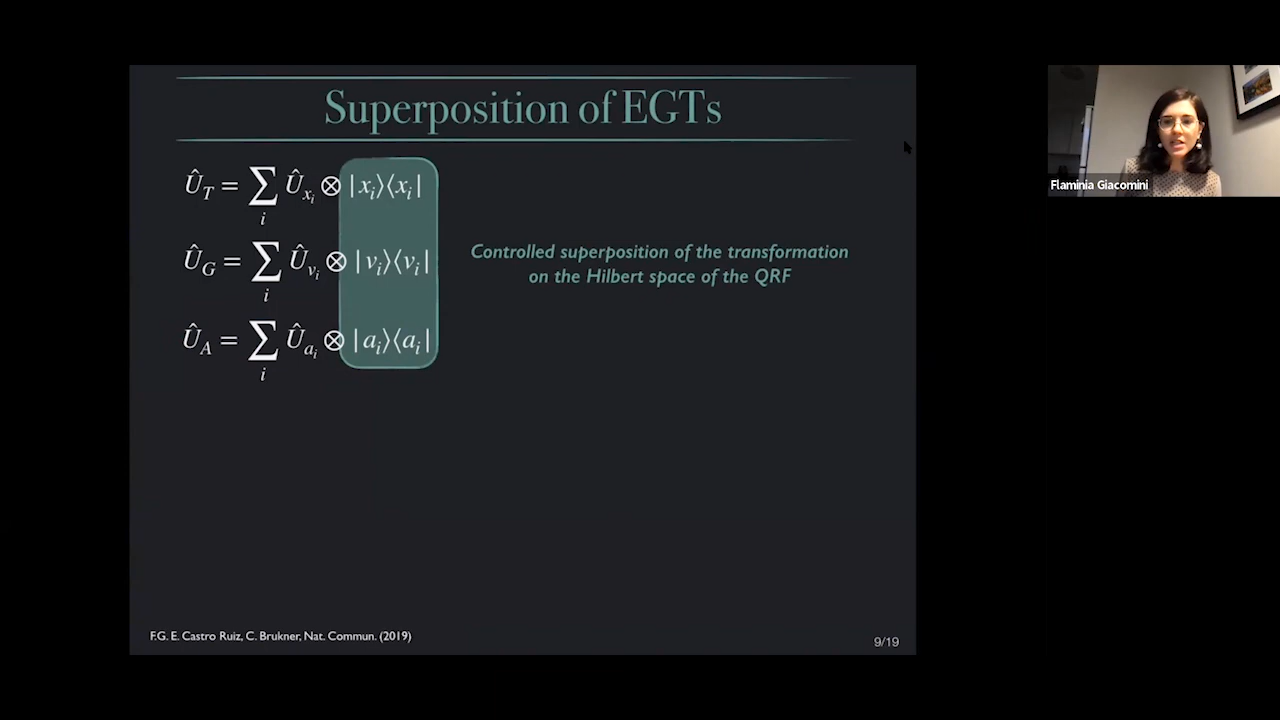 Superposition of EGTs
Û_T = ∑_i Û_{x_i} ⊗ |x_i⟩⟨x_i|
Û_G = ∑_i Û_{v_i} ⊗ |v_i⟩⟨v_i|
Û_A = ∑_i Û_{a_i} ⊗ |a_i⟩⟨a_i|
Controlled superposition of the transformation
on the Hilbert space of the QRF
F.G. E. Castro Ruiz, C. Brukner, Nat. Commun. (2019)
9/19
Flaminia Giacomini